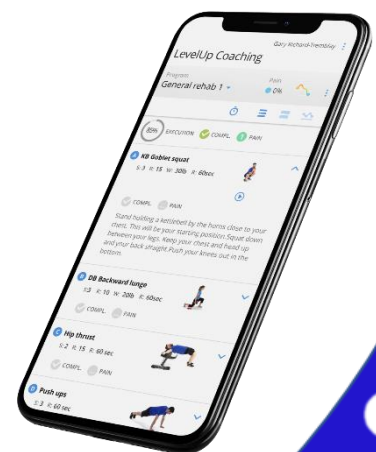 Gary Richard-Tremblay
LevelUp Coaching
Program
Pain
General rehab 1
0%
85% EXECUTION COMPL. PAIN
A KB Goblet squat
S: 3 R: 15 W: 30lb R: 60sec
COMPL. PAIN
Stand holding a kettlebell by the horns close to your
chest. This will be your starting position. Squat down
between your legs. Keep your chest and head up
and your back straight. Push your knees out in the
bottom.
B DB Backward lunge
S:3 R: 10 W: 20lb R: 60sec
COMPL. PAIN
C Hip thrust
S: 2 R: 15 R: 60 sec
COMPL. PAIN
D Push ups
S: 3 R: 60 sec